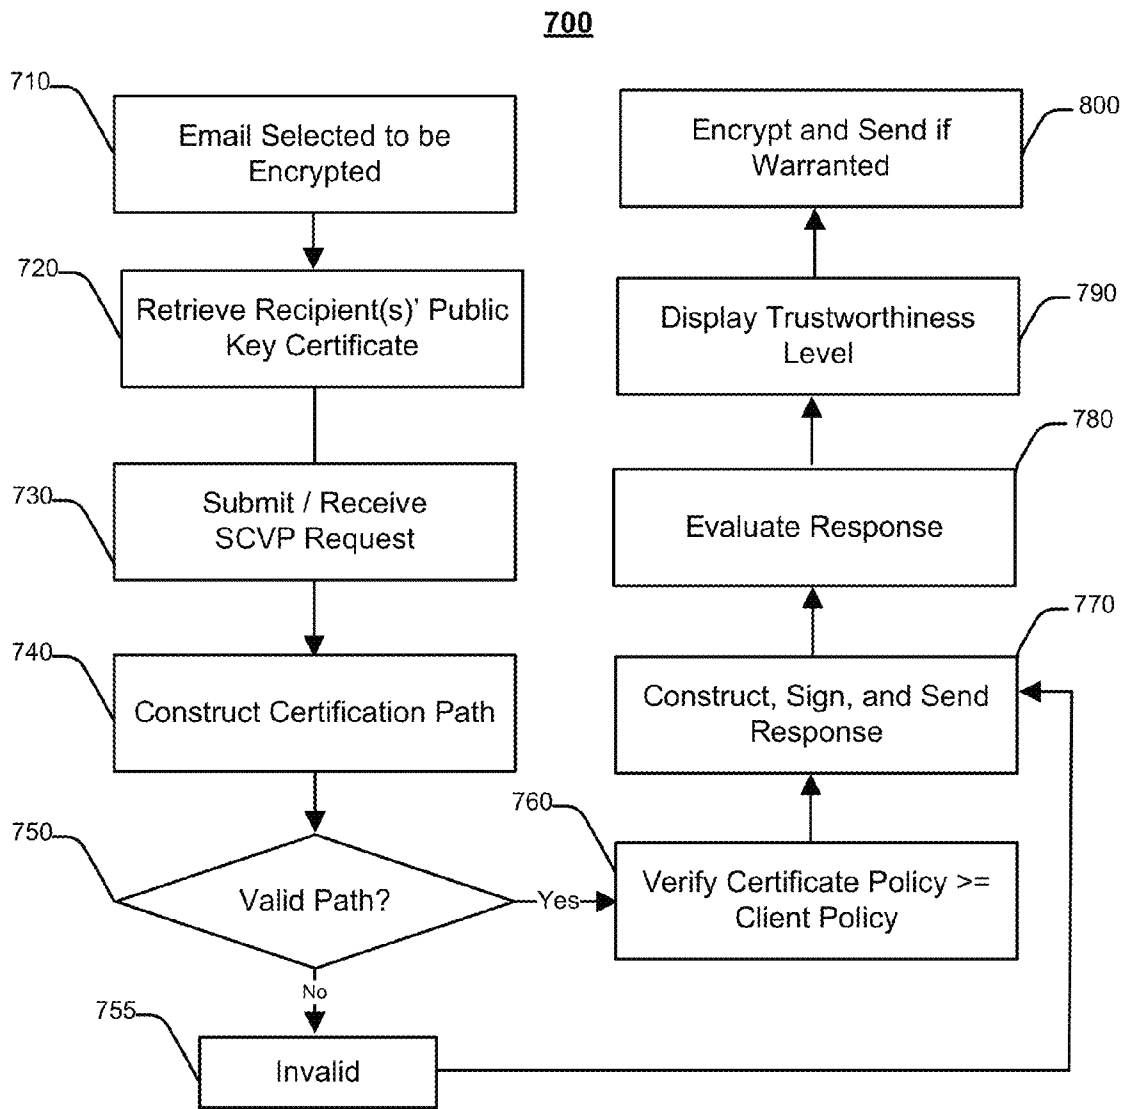 700
710
Email Selected to be
Encrypted
720
Retrieve Recipient(s)' Public
Key Certificate
730
Submit / Receive
SCVP Request
740
Construct Certification Path
750
Valid Path?
Yes
No
755
Invalid
760
Verify Certificate Policy >=
Client Policy
770
Construct, Sign, and Send
Response
780
Evaluate Response
790
Display Trustworthiness
Level
800
Encrypt and Send if
Warranted